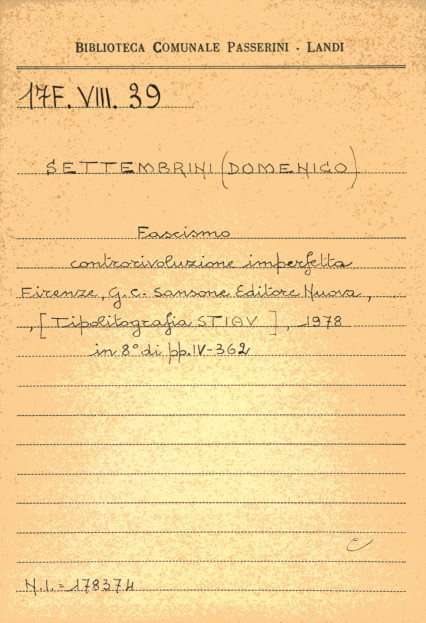 BIBLIOTECA COMUNALE PASSERINI - LANDI
17F. VIII. 39
SETTEMBRINI (DOMENICO)
Fascismo
controrivoluzione imperfetta
Firenze, G. C. Sansone Editore Nuova,
, [Tipolitografia STIAV], 1978
in 8° di pp. IV-362
N.I. = 178374